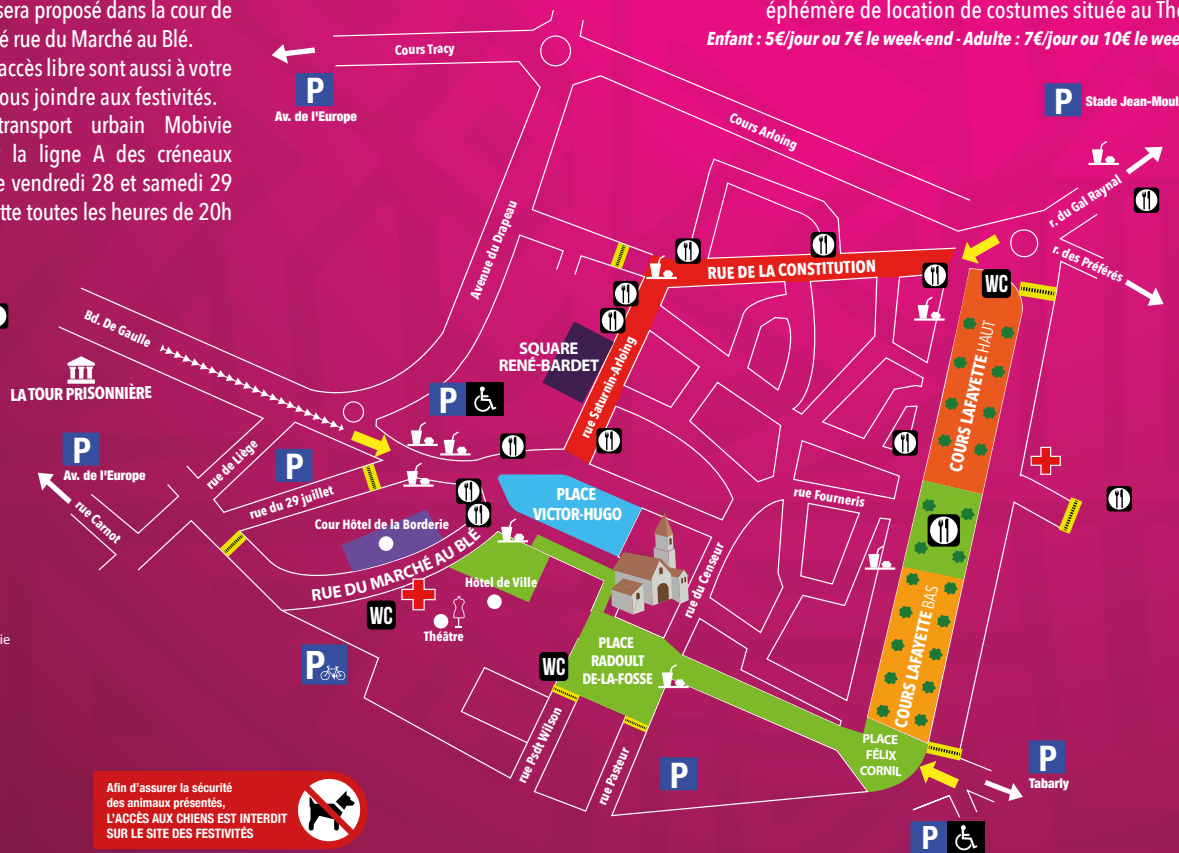 sera proposé dans la cour de
é rue du Marché au Blé.
accès libre sont aussi à votre
ous joindre aux festivités.
transport urbain Mobivie
la ligne A des créneaux
e vendredi 28 et samedi 29
tte toutes les heures de 20h
éphémère de location de costumes située au Thé
Enfant : 5€/jour ou 7€ le week-end - Adulte : 7€/jour ou 10€ le wee
Cours Tracy
P
Av. de l'Europe
P
Stade Jean-Moul
Cours Arloing
r. du Gal Raynal
r. des Préférés
Avenue du Drapeau
RUE DE LA CONSTITUTION
WC
Bd. De Gaulle
SQUARE
RENÉ-BARDET
rue Saturnin-Arloing
COURS LAFAYETTE HAUT
LA TOUR PRISONNIÈRE
P
P
Av. de l'Europe
rue de Liège
P
rue du 29 juillet
rue Carnot
PLACE
VICTOR-HUGO
rue Fourneris
Cour Hôtel de la Borderie
RUE DU MARCHÉ AU BLÉ
Hôtel de Ville
rue du Censeur
WC
Théâtre
COURS LAFAYETTE BAS
ie
P
WC
PLACE
RADOULT
DE-LA-FOSSE
rue Psdt Wilson
rue Pasteur
P
PLACE
FÉLIX
CORNIL
P
Tabarly
P
Afin d'assurer la sécurité
des animaux présentés,
L'ACCÈS AUX CHIENS EST INTERDIT
SUR LE SITE DES FESTIVITÉS